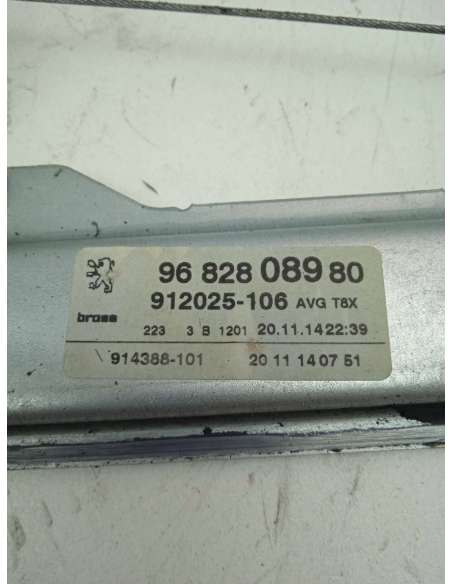 96 828 089 80
912025-106 AVG T8X
brose
223 3 B 1201 20.11.14 22:39
914388-101 20 11 14 07 51